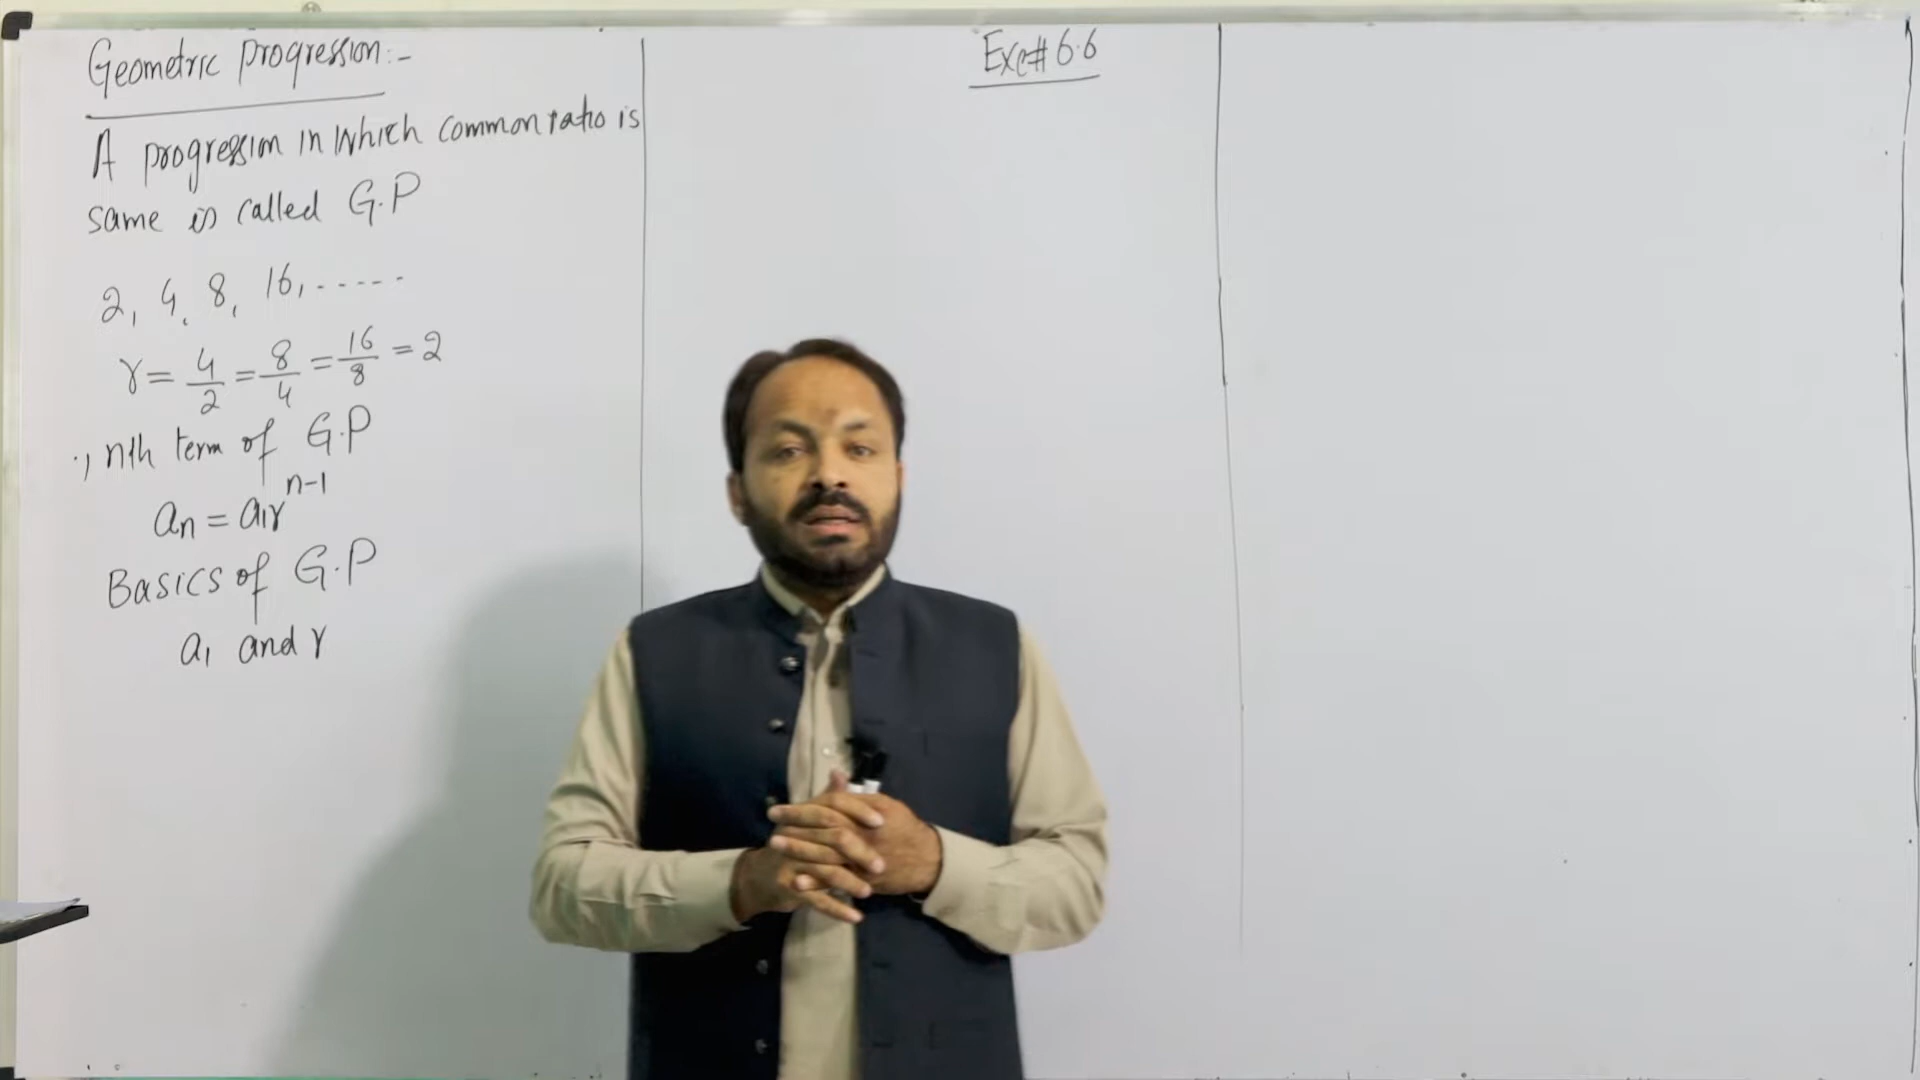 Geometric progression:-
A progression in which common ratio is
same is called G.P
2, 4, 8, 16, ......
r = 4/2 = 8/4 = 16/8 = 2
., nth term of G.P
an = a1r^n-1
Basics of G.P
a1 and r
Exc# 6.6